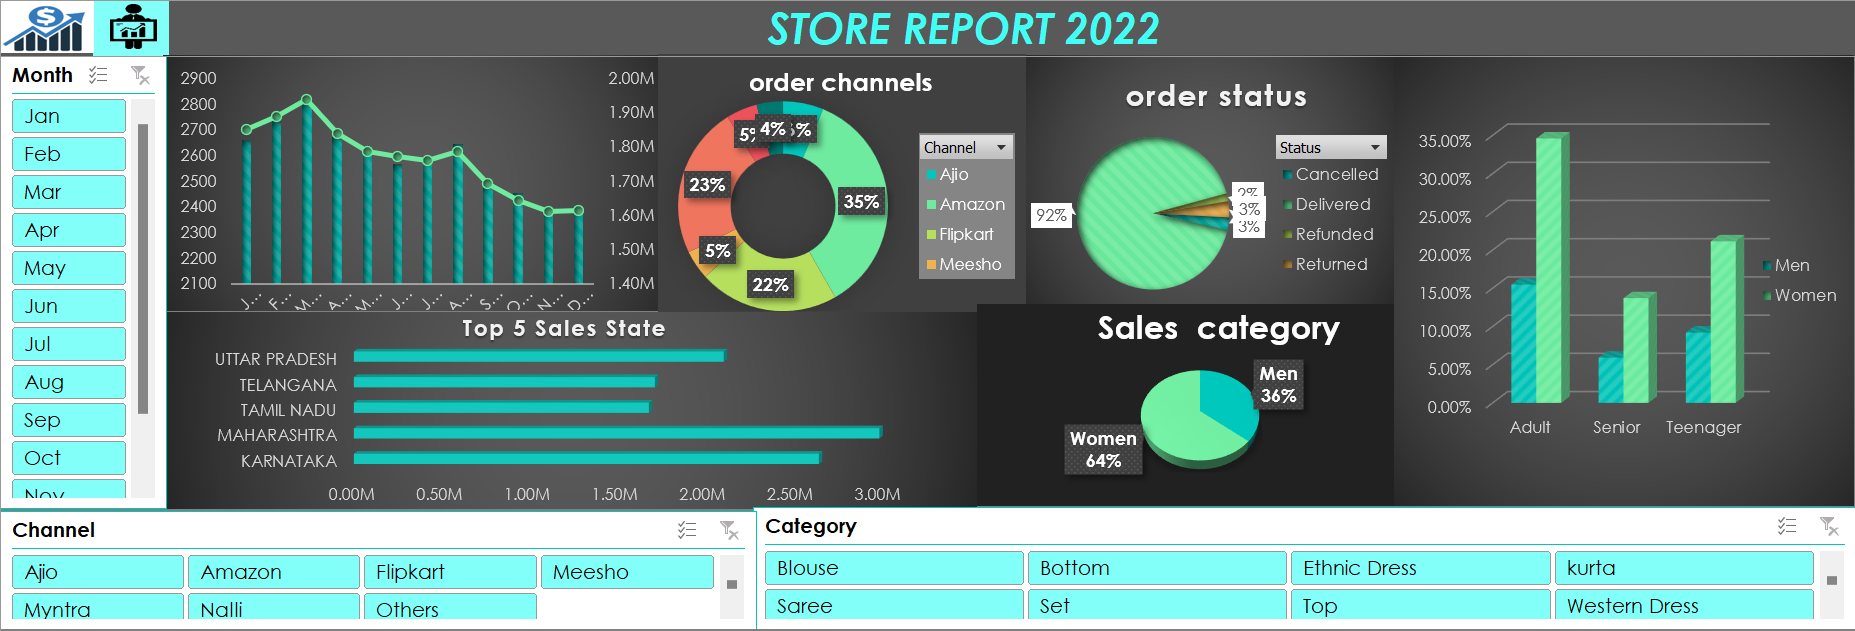 STORE REPORT 2022
Month
Jan
Feb
Mar
Apr
May
Jun
Jul
Aug
Sep
Oct
Nov
2900
2800
2700
2600
2500
2400
2300
2200
2100
2.00M
1.90M
1.80M
1.70M
1.60M
1.50M
1.40M
J...
F...
M...
A...
M...
J...
J...
A...
S...
O...
N...
D...
order channels
5%
4%
6%
23%
35%
5%
22%
Channel
Ajio
Amazon
Flipkart
Meesho
order status
92%
2%
3%
3%
Status
Cancelled
Delivered
Refunded
Returned
35.00%
30.00%
25.00%
20.00%
15.00%
10.00%
5.00%
0.00%
Adult
Senior
Teenager
Men
Women
Top 5 Sales State
UTTAR PRADESH
TELANGANA
TAMIL NADU
MAHARASHTRA
KARNATAKA
0.00M
0.50M
1.00M
1.50M
2.00M
2.50M
3.00M
Sales category
Men
36%
Women
64%
Channel
Ajio
Amazon
Flipkart
Meesho
Myntra
Nalli
Others
Category
Blouse
Bottom
Ethnic Dress
kurta
Saree
Set
Top
Western Dress